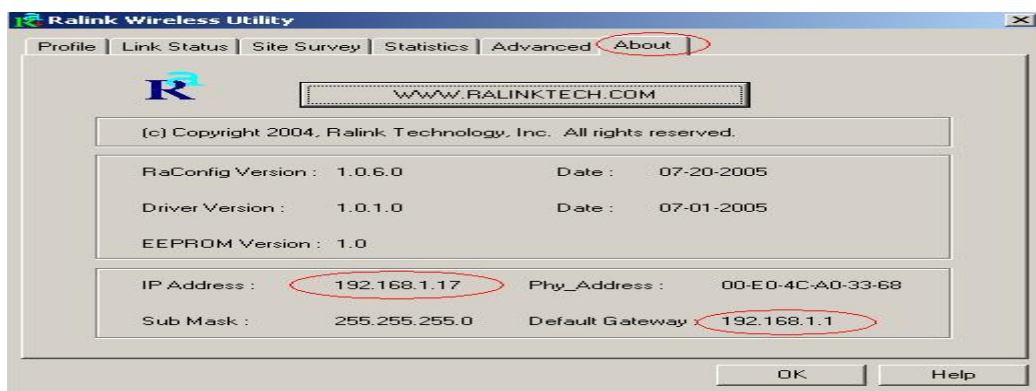 Ralink Wireless Utility
Profile Link Status Site Survey Statistics Advanced About
Ra WWW.RALINKTECH.COM
(c) Copyright 2004, Ralink Technology, Inc. All rights reserved.
RaConfig Version : 1.0.6.0 Date : 07-20-2005
Driver Version : 1.0.1.0 Date : 07-01-2005
EEPROM Version : 1.0
IP Address : 192.168.1.17 Phy_Address : 00-E0-4C-A0-33-68
Sub Mask : 255.255.255.0 Default Gateway : 192.168.1.1
OK Help